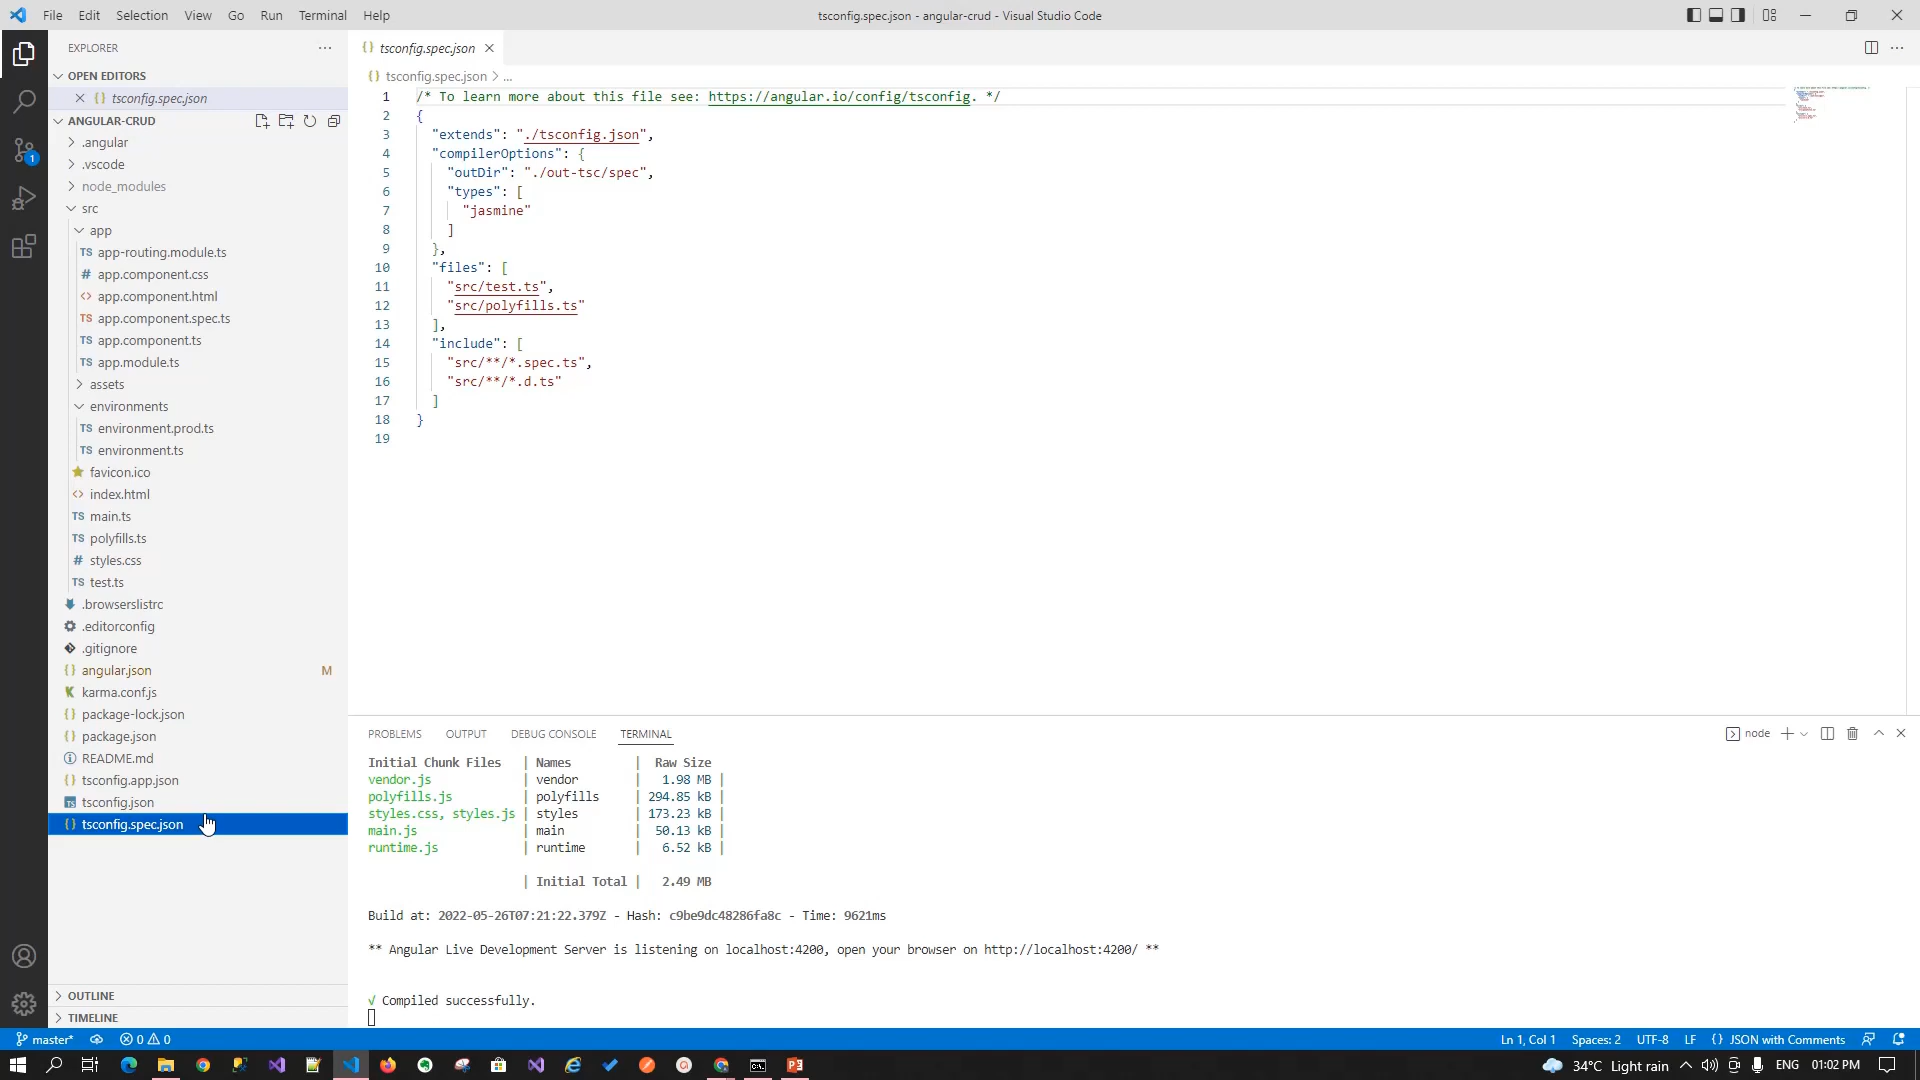 File Edit Selection View Go Run Terminal Help
tsconfig.spec.json - angular-crud - Visual Studio Code
EXPLORER
OPEN EDITORS
tsconfig.spec.json
ANGULAR-CRUD
.angular
.vscode
node_modules
src
app
TS app-routing.module.ts
# app.component.css
<> app.component.html
TS app.component.spec.ts
TS app.component.ts
TS app.module.ts
assets
environments
TS environment.prod.ts
TS environment.ts
favicon.ico
<> index.html
TS main.ts
TS polyfills.ts
# styles.css
TS test.ts
.browserslistrc
.editorconfig
.gitignore
{} angular.json M
karma.conf.js
{} package-lock.json
{} package.json
README.md
{} tsconfig.app.json
TS tsconfig.json
{} tsconfig.spec.json
OUTLINE
TIMELINE
1
{} tsconfig.spec.json
{} tsconfig.spec.json > ...
1 /* To learn more about this file see: https://angular.io/config/tsconfig. */
2 {
3 "extends": "./tsconfig.json",
4 "compilerOptions": {
5 "outDir": "./out-tsc/spec",
6 "types": [
7 "jasmine"
8 ]
9 },
10 "files": [
11 "src/test.ts",
12 "src/polyfills.ts"
13 ],
14 "include": [
15 "src/**/*.spec.ts",
16 "src/**/*.d.ts"
17 ]
18 }
19
PROBLEMS OUTPUT DEBUG CONSOLE TERMINAL
node
Initial Chunk Files | Names | Raw Size
vendor.js | vendor | 1.98 MB |
polyfills.js | polyfills | 294.85 kB |
styles.css, styles.js | styles | 173.23 kB |
main.js | main | 50.13 kB |
runtime.js | runtime | 6.52 kB |
| Initial Total | 2.49 MB
Build at: 2022-05-26T07:21:22.379Z - Hash: c9be9dc48286fa8c - Time: 9621ms
** Angular Live Development Server is listening on localhost:4200, open your browser on http://localhost:4200/ **
√ Compiled successfully.
master* 0 0
Ln 1, Col 1 Spaces: 2 UTF-8 LF {} JSON with Comments
34°C Light rain ENG 01:02 PM